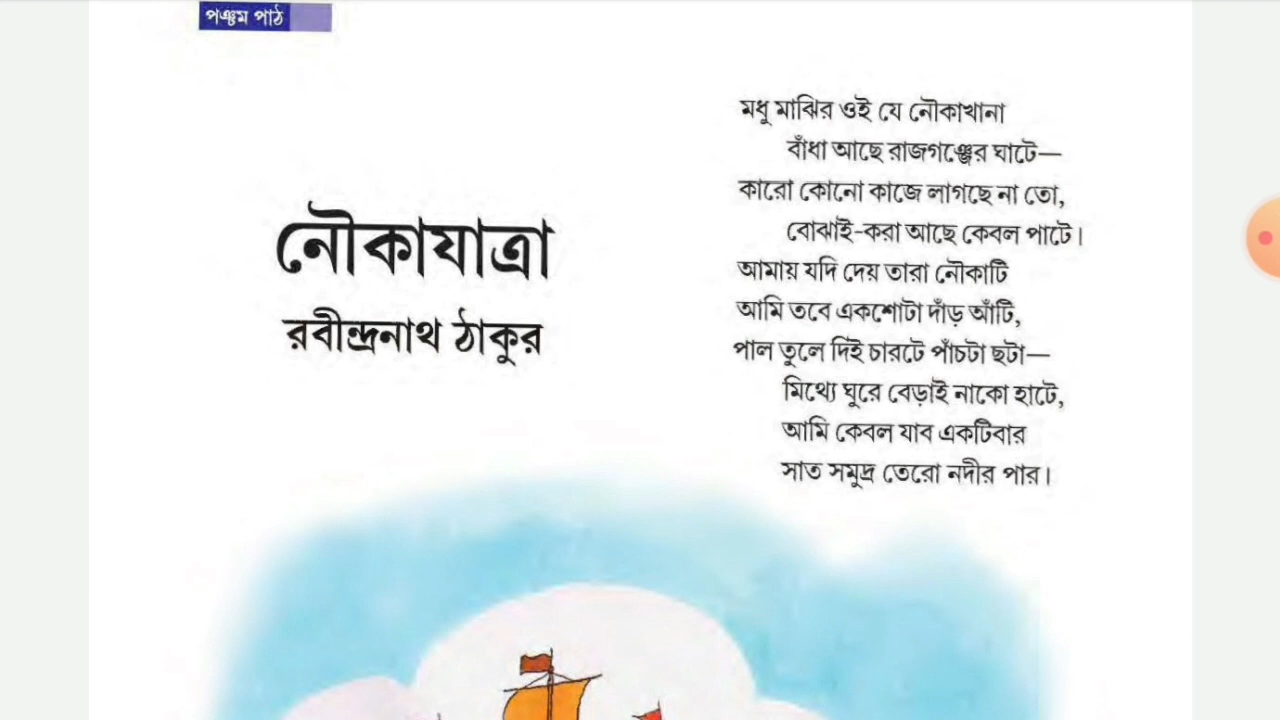 পঞ্চম পাঠ
নৌকাযাত্রা
রবীন্দ্রনাথ ঠাকুর
মধু মাঝির ওই যে নৌকাখানা
বাঁধা আছে রাজগঞ্জের ঘাটে—
কারো কোনো কাজে লাগছে না তো,
বোঝাই-করা আছে কেবল পাটে।
আমায় যদি দেয় তারা নৌকাটি
আমি তবে একশোটা দাঁড় আঁটি,
পাল তুলে দিই চারটে পাঁচটা ছটা—
মিথ্যে ঘুরে বেড়াই নাকো হাটে,
আমি কেবল যাব একটিবার
সাত সমুদ্র তেরো নদীর পার।